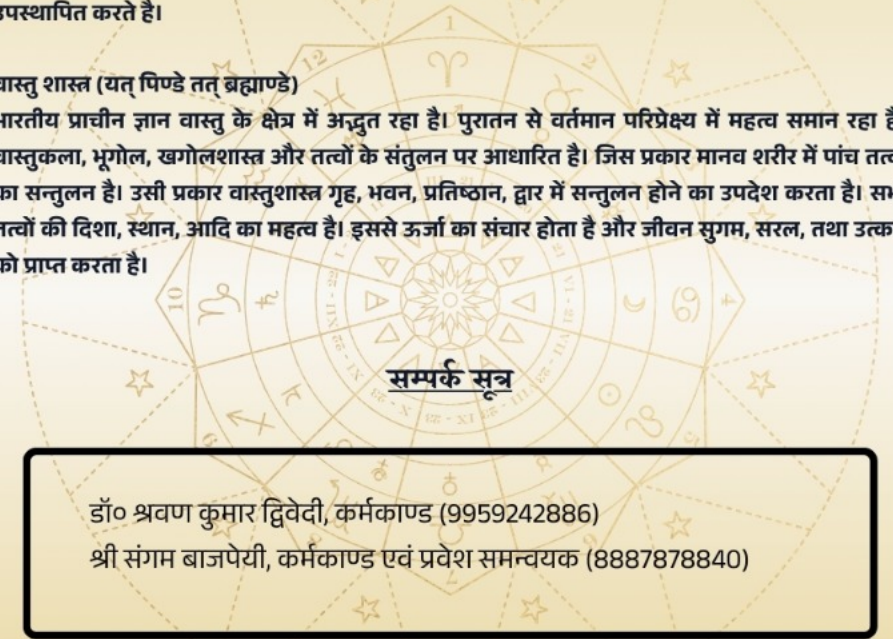 उपस्थापित करते है।
वास्तु शास्त्र (यत् पिण्डे तत् ब्रह्माण्डे)
भारतीय प्राचीन ज्ञान वास्तु के क्षेत्र में अद्भुत रहा है। पुरातन से वर्तमान परिप्रेक्ष्य में महत्व समान रहा है
वास्तुकला, भूगोल, खगोलशास्त्र और तत्वों के संतुलन पर आधारित है। जिस प्रकार मानव शरीर में पांच
का सन्तुलन है। उसी प्रकार वास्तुशास्त्र गृह, भवन, प्रतिष्ठान, द्वार में सन्तुलन होने का उपदेश करता है।
तत्वों की दिशा, स्थान, आदि का महत्व है। इससे ऊर्जा का संचार होता है और जीवन सुगम, सरल, तथा
को प्राप्त करता है।
सम्पर्क सूत्र
डॉ० श्रवण कुमार द्विवेदी, कर्मकाण्ड (9959242886)
श्री संगम बाजपेयी, कर्मकाण्ड एवं प्रवेश समन्वयक (8887878840)